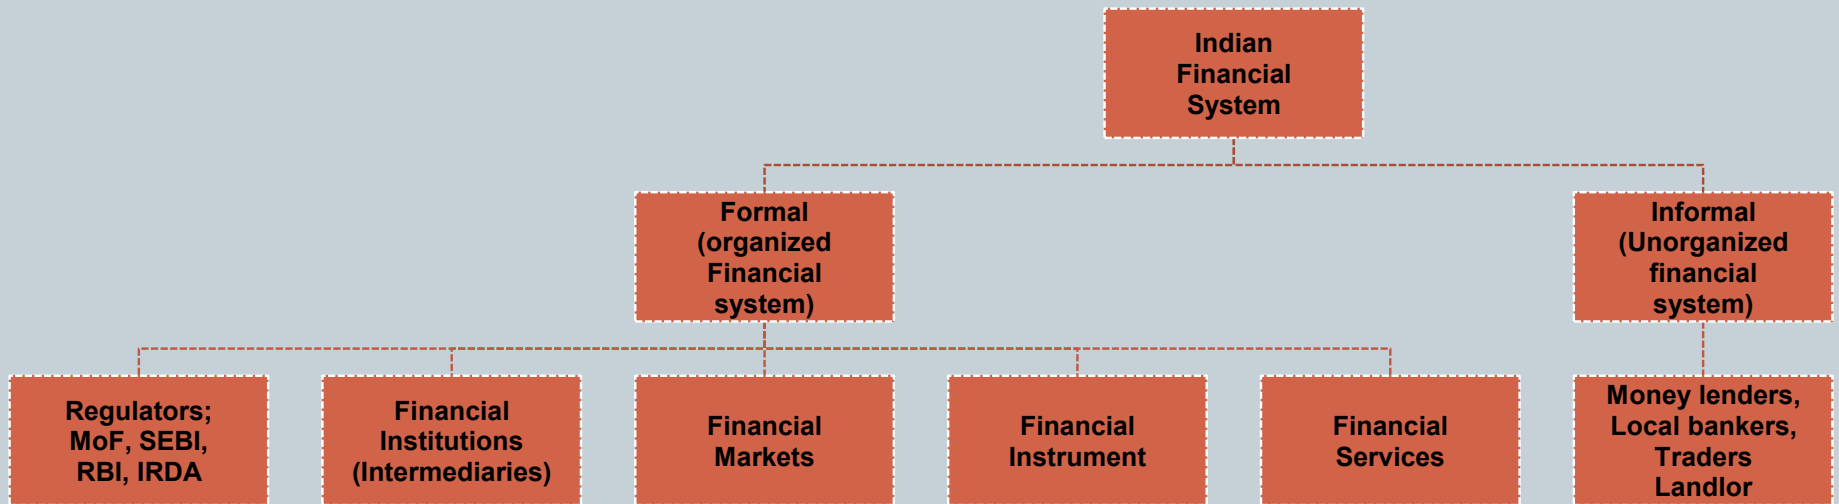 Indian
Financial
System
Formal
(organized
Financial
system)
Informal
(Unorganized
financial
system)
Regulators;
MoF, SEBI,
RBI, IRDA
Financial
Institutions
(Intermediaries)
Financial
Markets
Financial
Instrument
Financial
Services
Money lenders,
Local bankers,
Traders
Landlor